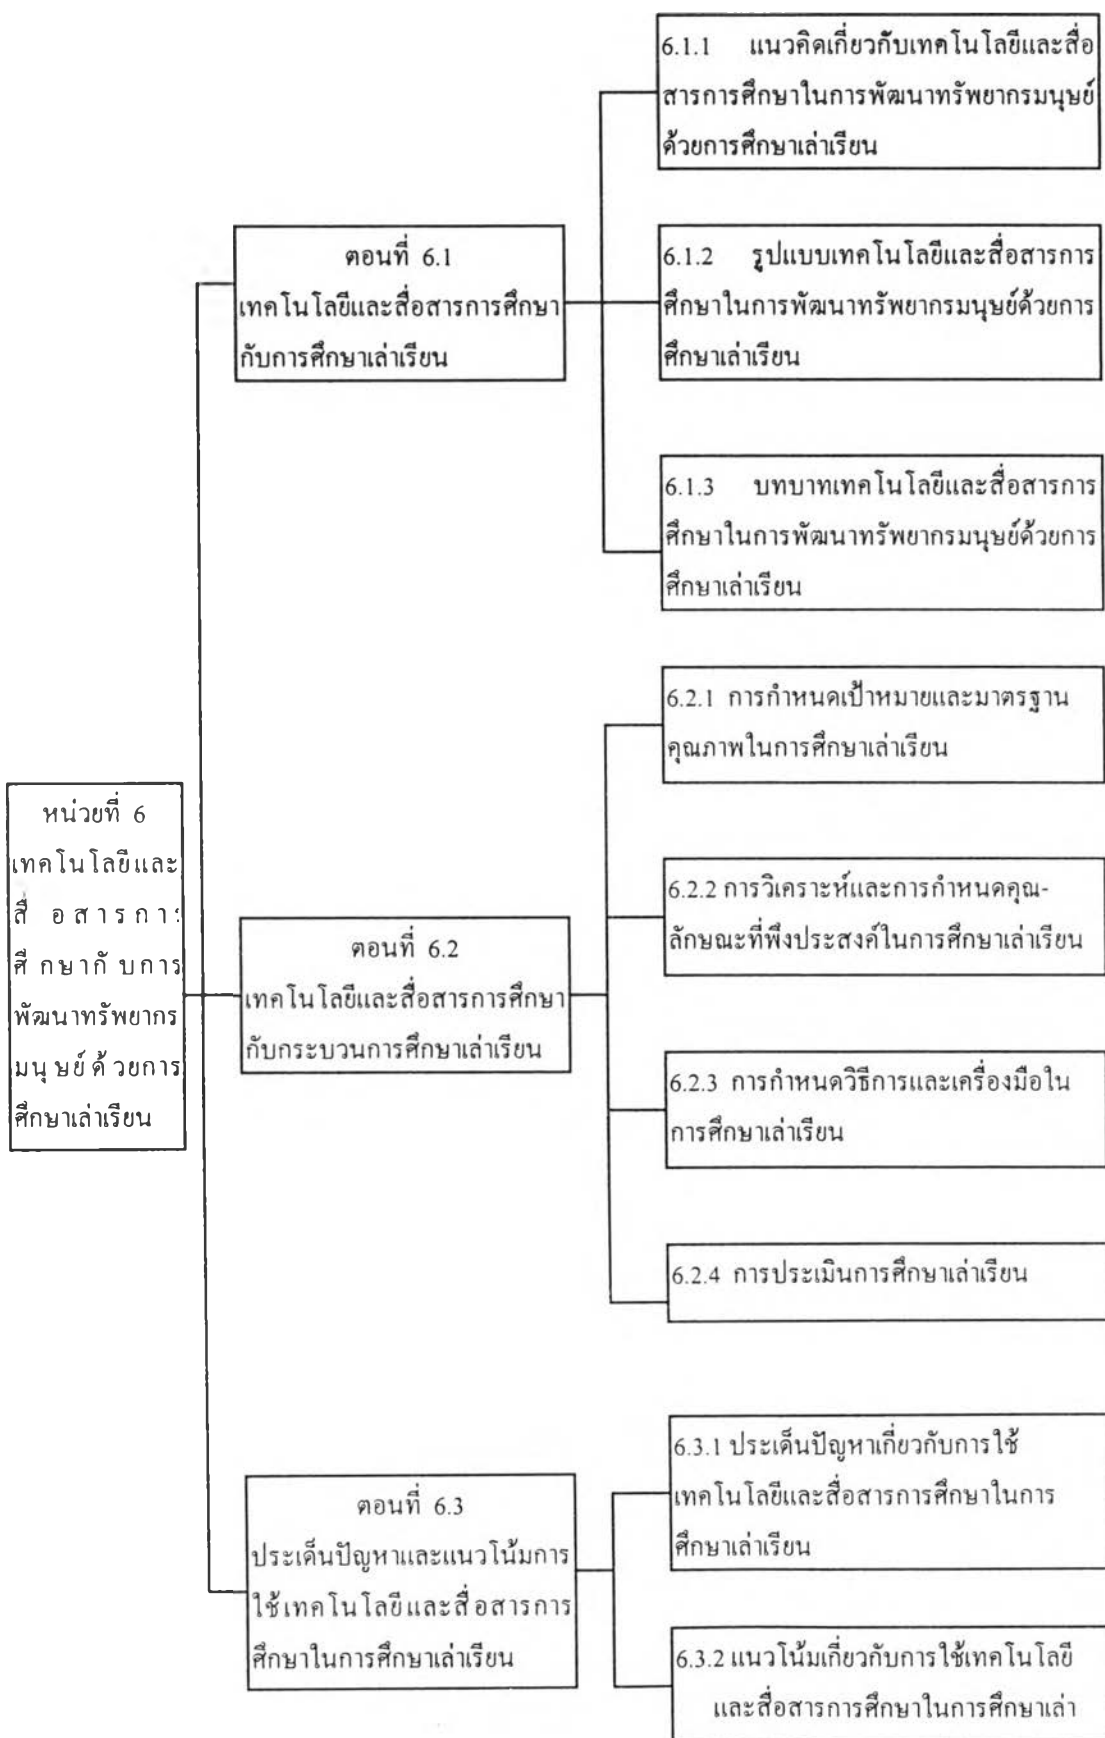 หน่วยที่ 6
เทคโนโลยีและ
สื่อสารการ
ศึกษากับการ
พัฒนาทรัพยากร
มนุษย์ด้วยการ
ศึกษาเล่าเรียน
ตอนที่ 6.1
เทคโนโลยีและสื่อสารการศึกษา
กับการศึกษาเล่าเรียน
6.1.1 แนวคิดเกี่ยวกับเทคโนโลยีและสื่อ
สารการศึกษาในการพัฒนาทรัพยากรมนุษย์
ด้วยการศึกษาเล่าเรียน
6.1.2 รูปแบบเทคโนโลยีและสื่อสารการ
ศึกษาในการพัฒนาทรัพยากรมนุษย์ด้วยการ
ศึกษาเล่าเรียน
6.1.3 บทบาทเทคโนโลยีและสื่อสารการ
ศึกษาในการพัฒนาทรัพยากรมนุษย์ด้วยการ
ศึกษาเล่าเรียน
ตอนที่ 6.2
เทคโนโลยีและสื่อสารการศึกษา
กับกระบวนการศึกษาเล่าเรียน
6.2.1 การกำหนดเป้าหมายและมาตรฐาน
คุณภาพในการศึกษาเล่าเรียน
6.2.2 การวิเคราะห์และการกำหนดคุณ-
ลักษณะที่พึงประสงค์ในการศึกษาเล่าเรียน
6.2.3 การกำหนดวิธีการและเครื่องมือใน
การศึกษาเล่าเรียน
6.2.4 การประเมินการศึกษาเล่าเรียน
ตอนที่ 6.3
ประเด็นปัญหาและแนวโน้มการ
ใช้เทคโนโลยีและสื่อสารการ
ศึกษาในการศึกษาเล่าเรียน
6.3.1 ประเด็นปัญหาเกี่ยวกับการใช้
เทคโนโลยีและสื่อสารการศึกษาในการ
ศึกษาเล่าเรียน
6.3.2 แนวโน้มเกี่ยวกับการใช้เทคโนโลยี
และสื่อสารการศึกษาในการศึกษาเล่า